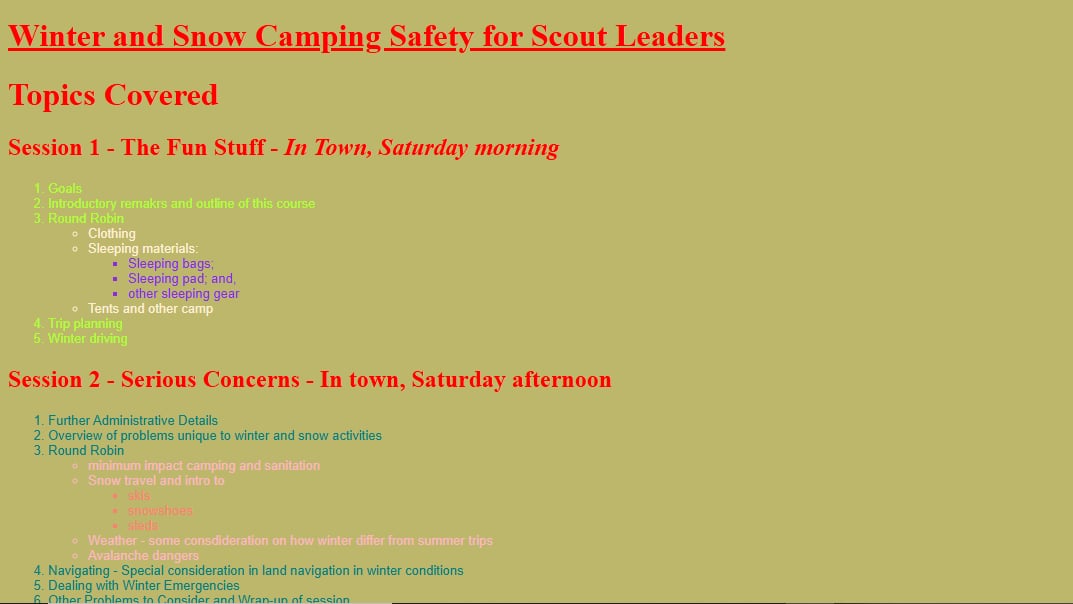 Winter and Snow Camping Safety for Scout Leaders
Topics Covered
Session 1 - The Fun Stuff - In Town, Saturday morning
1. Goals
2. Introductory remakrs and outline of this course
3. Round Robin
Clothing
Sleeping materials:
Sleeping bags;
Sleeping pad; and,
other sleeping gear
Tents and other camp
4. Trip planning
5. Winter driving
Session 2 - Serious Concerns - In town, Saturday afternoon
1. Further Administrative Details
2. Overview of problems unique to winter and snow activities
3. Round Robin
minimum impact camping and sanitation
Snow travel and intro to
skis
snowshoes
sleds
Weather - some consdideration on how winter differ from summer trips
Avalanche dangers
4. Navigating - Special consideration in land navigation in winter conditions
5. Dealing with Winter Emergencies
6. Other Problems to Consider and Wrap-up of session